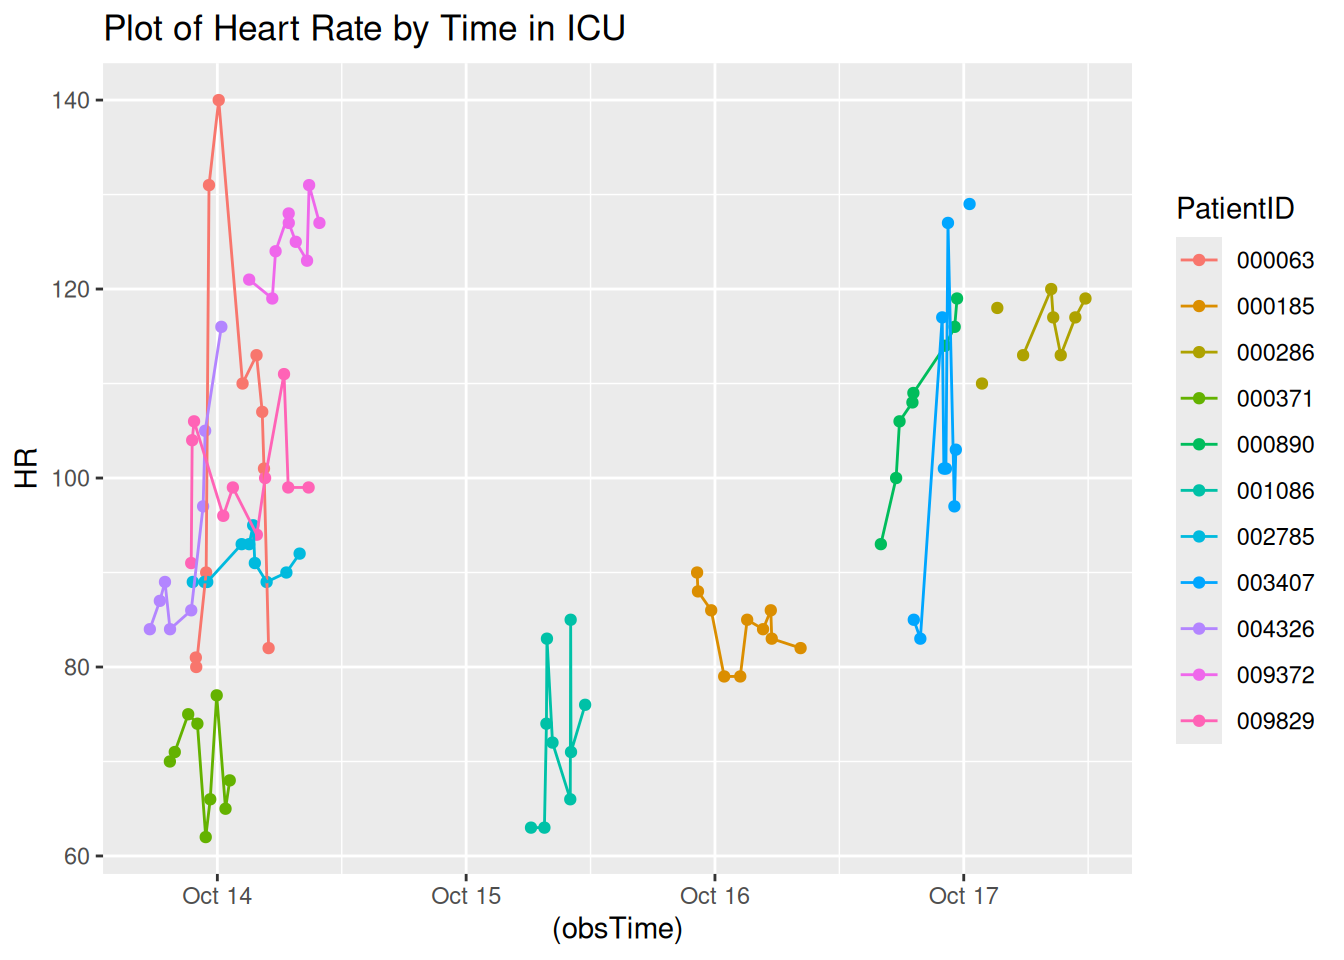 Plot of Heart Rate by Time in ICU
140
120
100
80
60
HR
Oct 14
Oct 15
Oct 16
Oct 17
(obsTime)
PatientID
000063
000185
000286
000371
000890
001086
002785
003407
004326
009372
009829